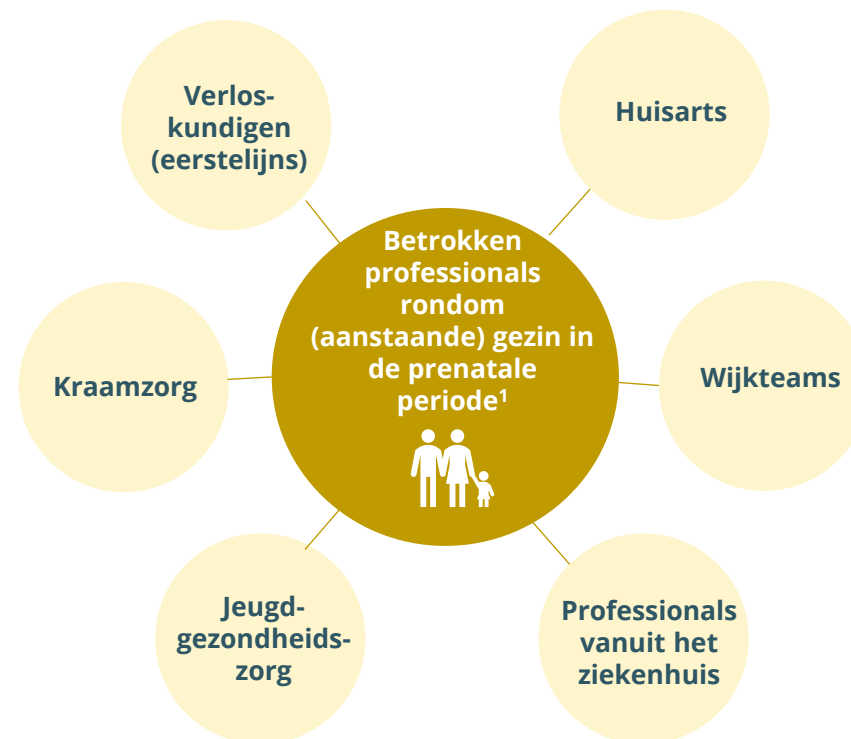 Verlos-
kundigen
(eerstelijns)
Huisarts
Betrokken
professionals
rondom
(aanstaande) gezin in
de prenatale
periode¹
Kraamzorg
Wijkteams
Jeugd-
gezondheids-
zorg
Professionals
vanuit het
ziekenhuis